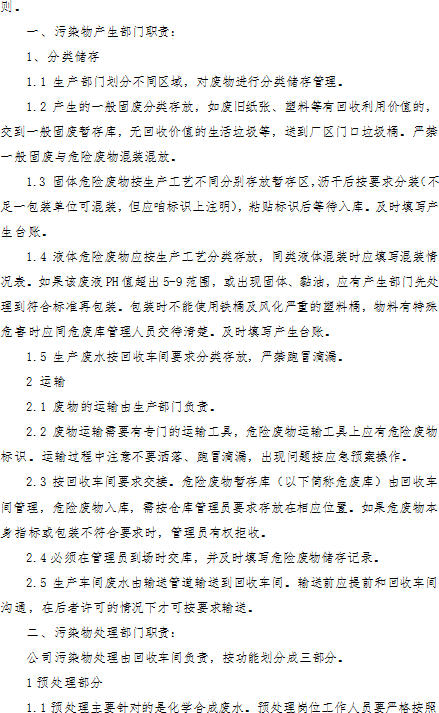 则。
一、污染物产生部门职责：
1、分类储存
1.1 生产部门划分不同区域，对废物进行分类储存管理。
1.2 产生的一般固废分类存放，如废旧纸张、塑料等有回收利用价值的，
交到一般固废暂存库，无回收价值的生活垃圾等，送到厂区门口垃圾桶。严禁
一般固废与危险废物混装混放。
1.3 固体危险废物按生产工艺不同分别存放暂存区，沥干后按要求分装（不
足一包装单位可混装，但应咱标识上注明），粘贴标识后等待入库。及时填写产
生台账。
1.4 液体危险废物应按生产工艺分类存放，同类液体混装时应填写混装情
况表。如果该废液 PH 值超出 5-9 范围，或出现固体、黏油，应有产生部门先处
理到符合标准再包装。包装时不能使用铁桶及风化严重的塑料桶，物料有特殊
危害时应同危废库管理人员交待清楚。及时填写产生台账。
1.5 生产废水按回收车间要求分类存放，严禁跑冒滴漏。
2 运输
2.1 废物的运输由生产部门负责。
2.2 废物运输需要有专门的运输工具，危险废物运输工具上应有危险废物
标识。运输过程中注意不要洒落、跑冒滴漏，出现问题按应急预案操作。
2.3 按回收车间要求交接。危险废物暂存库（以下简称危废库）由回收车
间管理，危险废物入库，需按仓库管理员要求存放在相应位置。如果危废物本
身指标或包装不符合要求时，管理员有权拒收。
2.4 必须在管理员到场时交库，并及时填写危险废物储存记录。
2.5 生产车间废水由输送管道输送到回收车间。输送前应提前和回收车间
沟通，在后者许可的情况下才可按要求输送。
二、污染物处理部门职责：
公司污染物处理由回收车间负责，按功能划分成三部分。
1 预处理部分
1.1 预处理主要针对的是化学合成废水。预处理岗位工作人员要严格按照